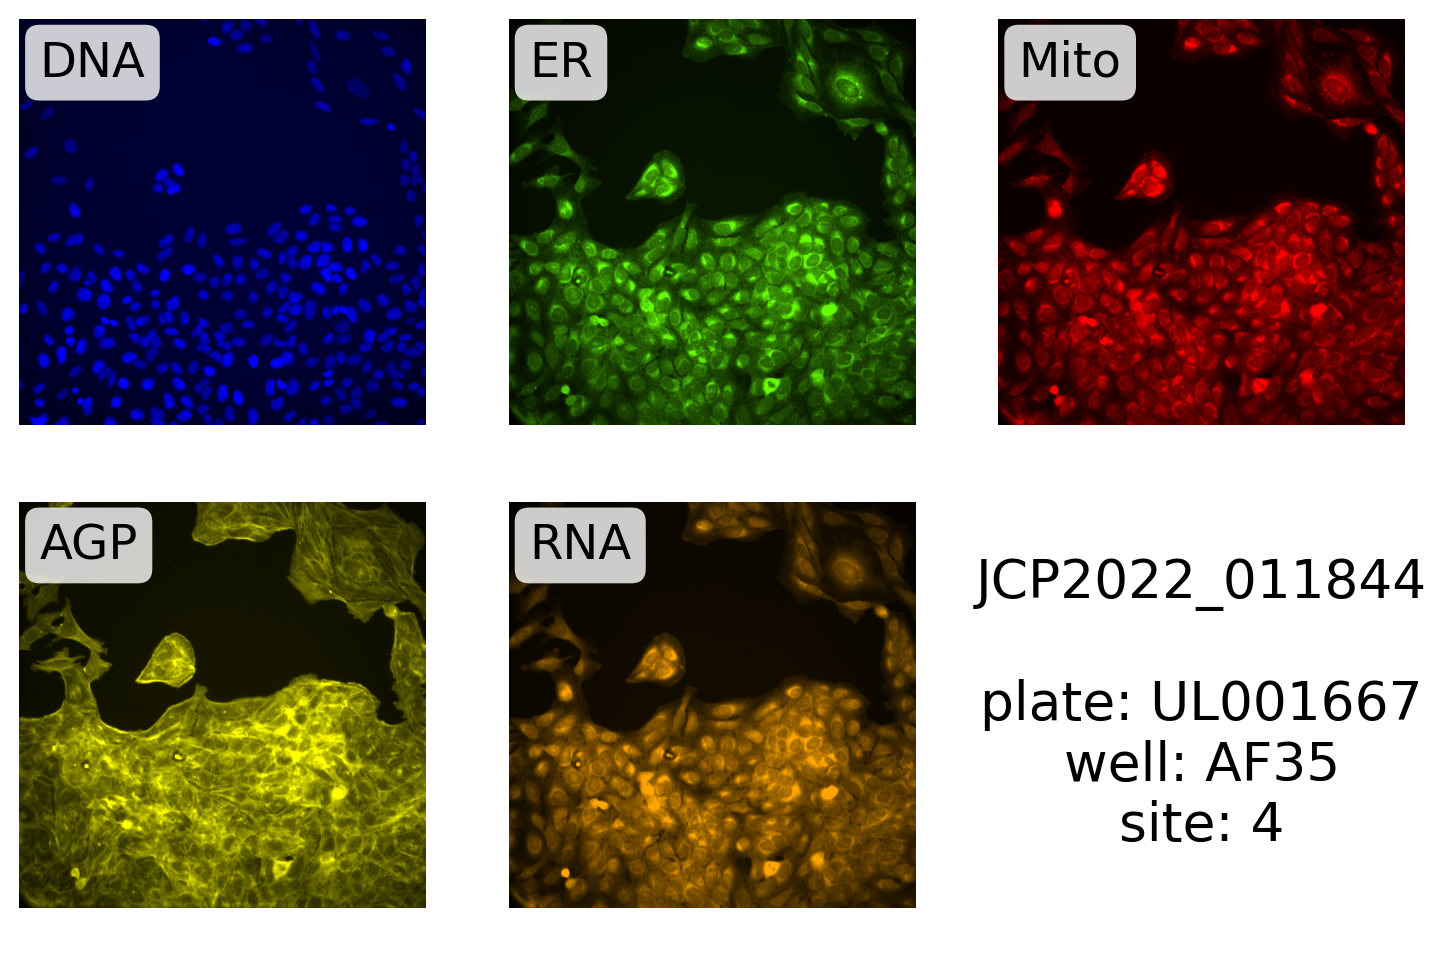 DNA
ER
Mito
AGP
RNA
JCP2022_011844
plate: UL001667
well: AF35
site: 4